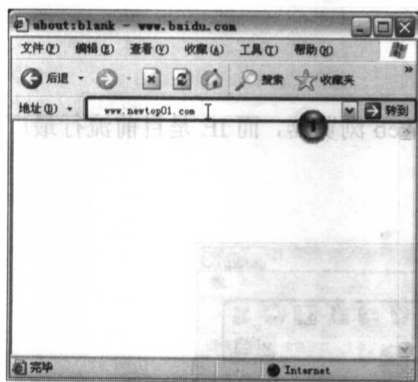 about:blank - www.baidu.com
文件(F) 编辑(E) 查看(V) 收藏(A) 工具(T) 帮助(H) »
后退 搜索 收藏夹 »
地址(D) www.newtop01.com 1 转到
完毕 Internet